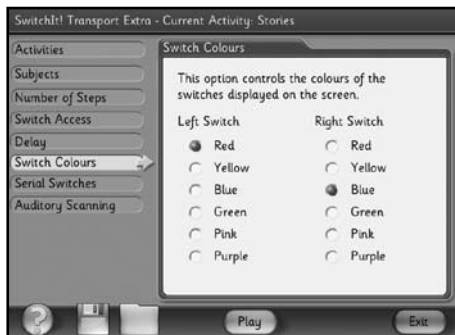 SwitchIt! Transport Extra - Current Activity: Stories
Activities
Subjects
Number of Steps
Switch Access
Delay
Switch Colours
Serial Switches
Auditory Scanning
Switch Colours
This option controls the colours of the
switches displayed on the screen.
Left Switch Right Switch
Red Red
Yellow Yellow
Blue Blue
Green Green
Pink Pink
Purple Purple
? Play Exit